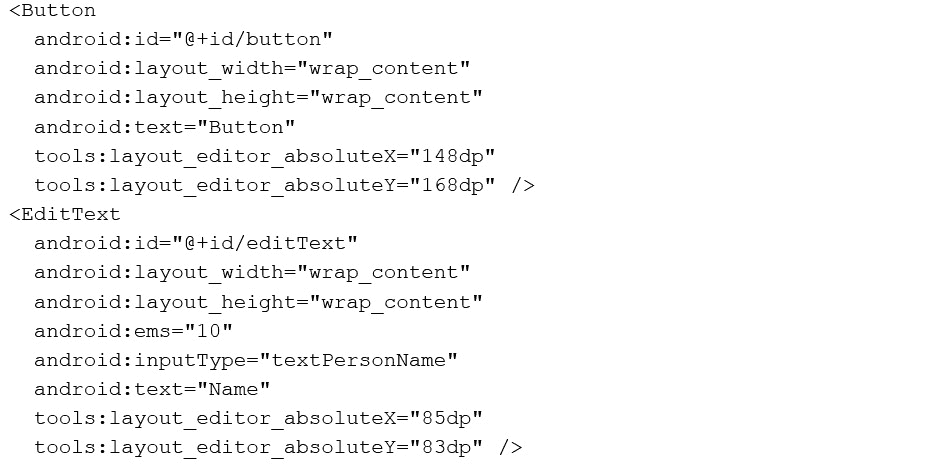 <Button
android:id="@+id/button"
android:layout_width="wrap_content"
android:layout_height="wrap_content"
android:text="Button"
tools:layout_editor_absoluteX="148dp"
tools:layout_editor_absoluteY="168dp" />
<EditText
android:id="@+id/editText"
android:layout_width="wrap_content"
android:layout_height="wrap_content"
android:ems="10"
android:inputType="textPersonName"
android:text="Name"
tools:layout_editor_absoluteX="85dp"
tools:layout_editor_absoluteY="83dp" />